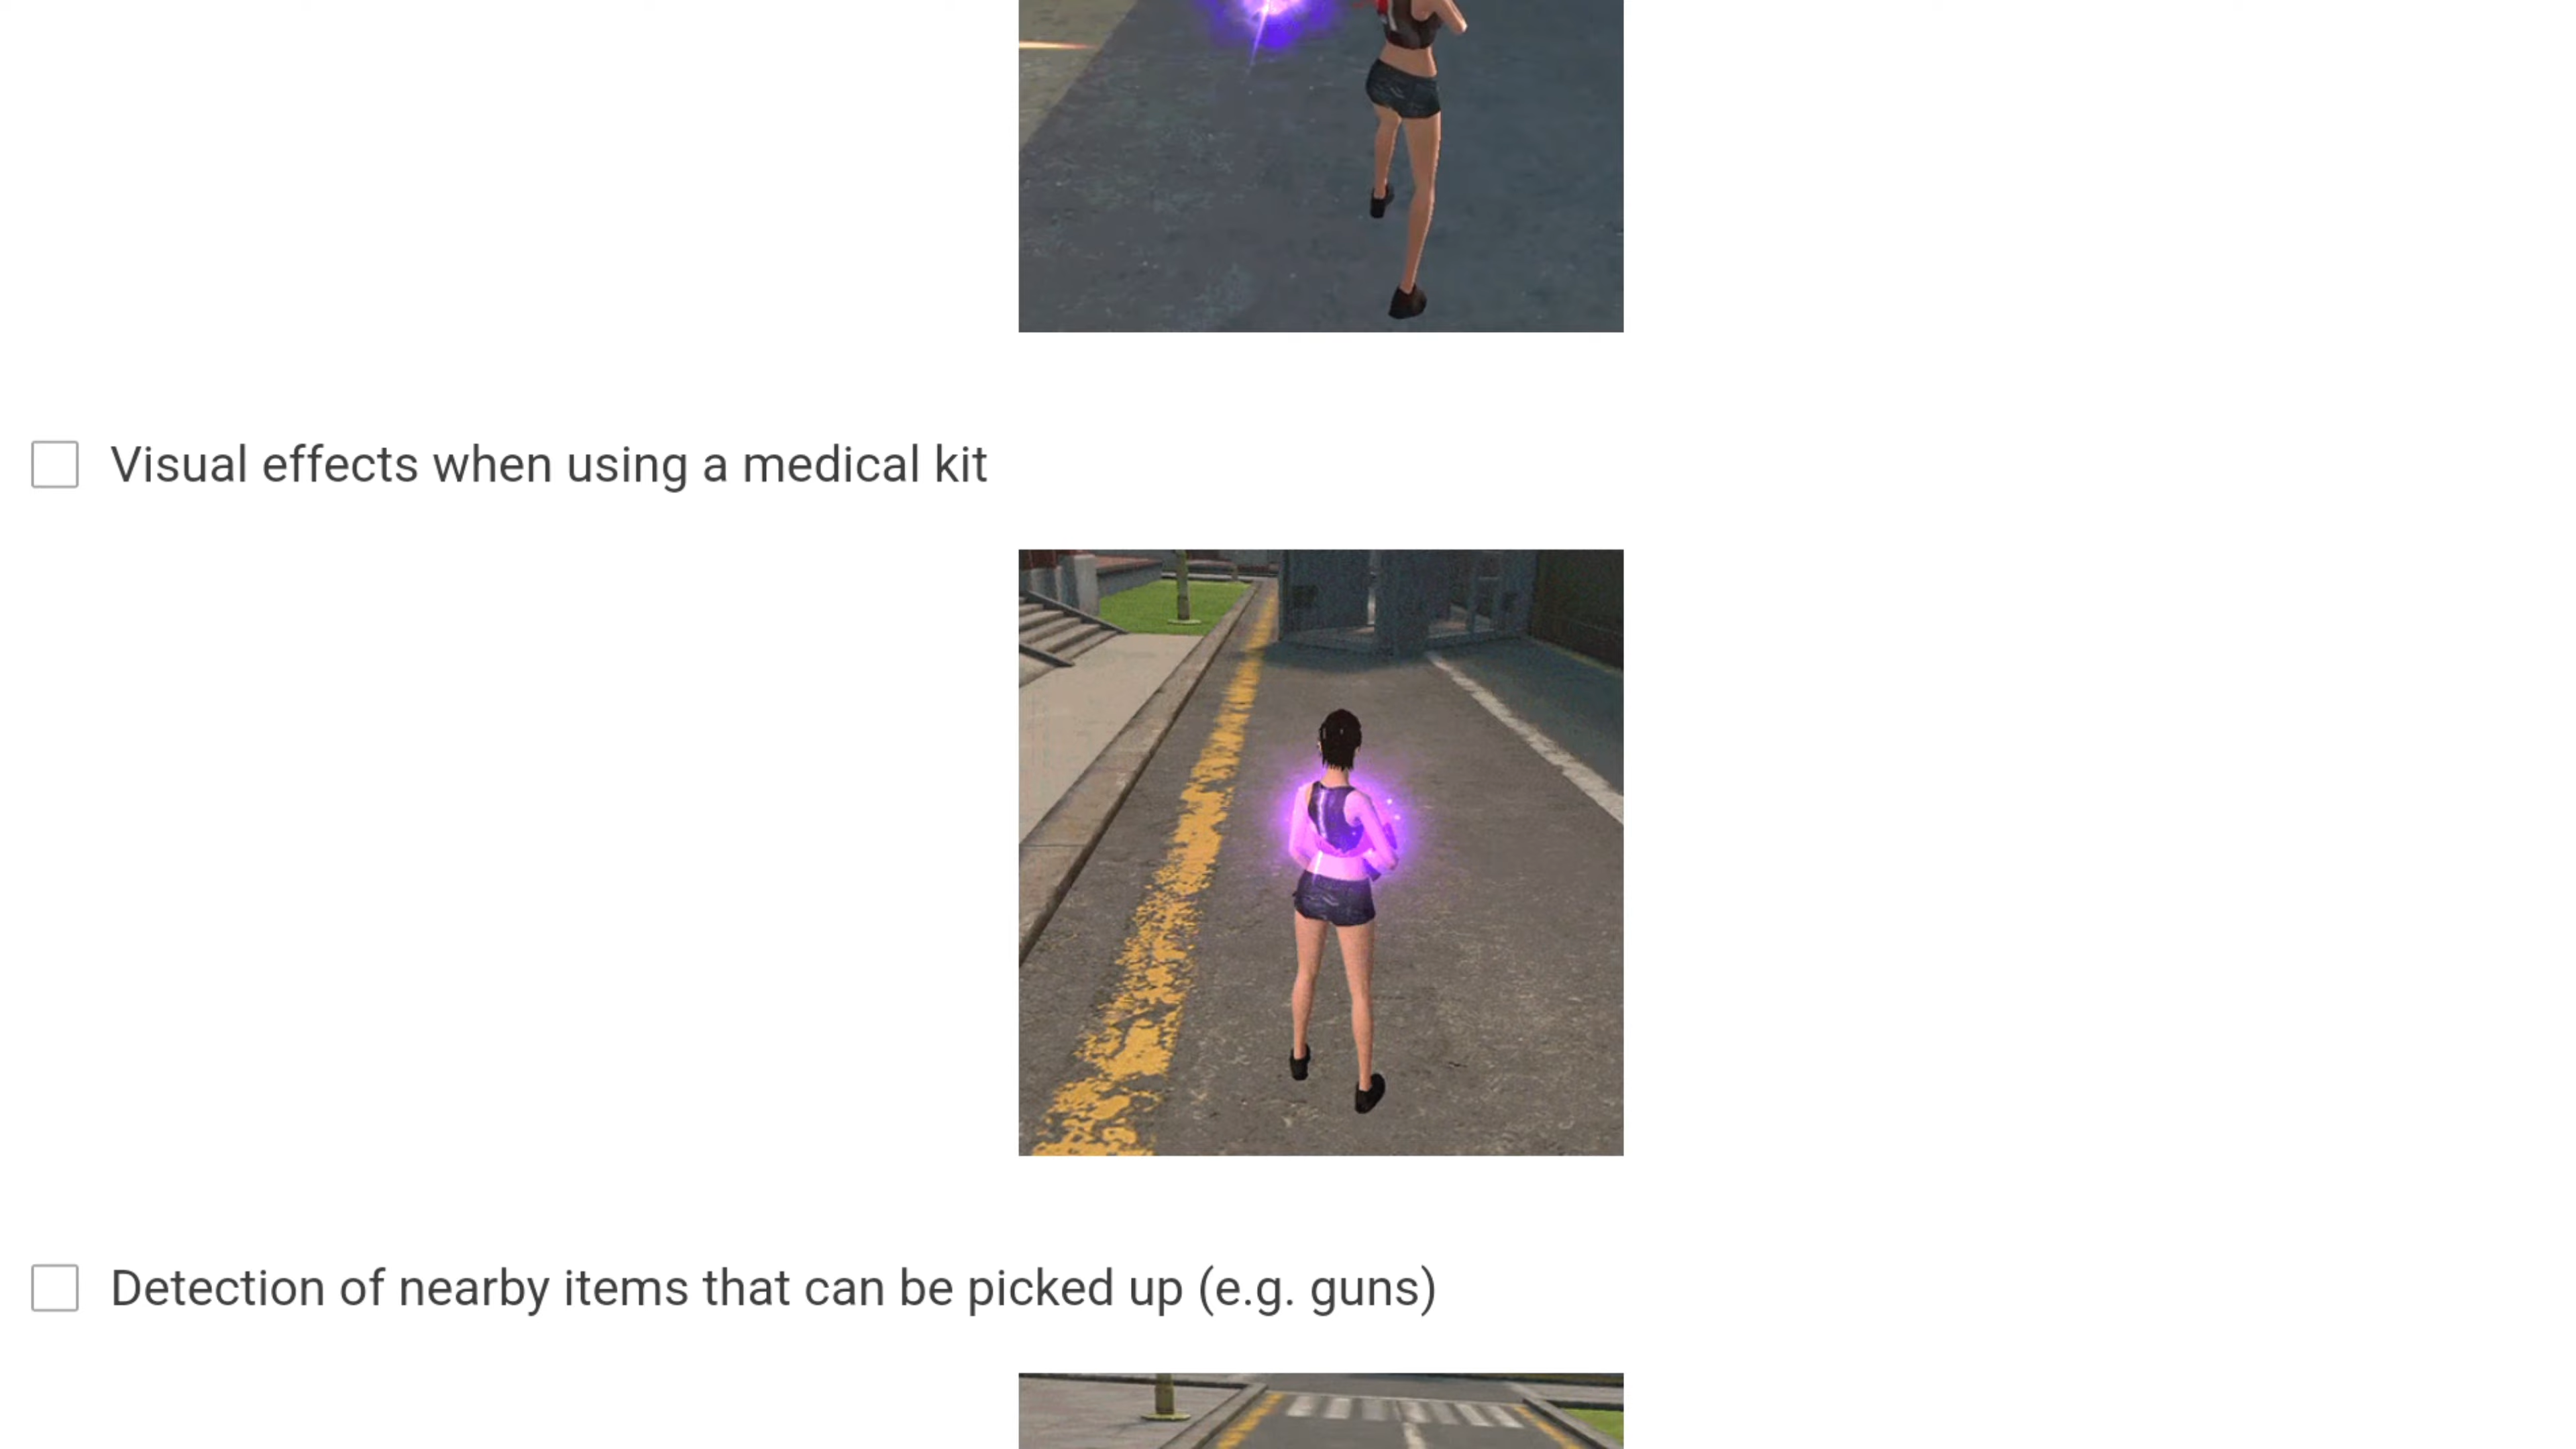 Visual effects when using a medical kit
Detection of nearby items that can be picked up (e.g. guns)